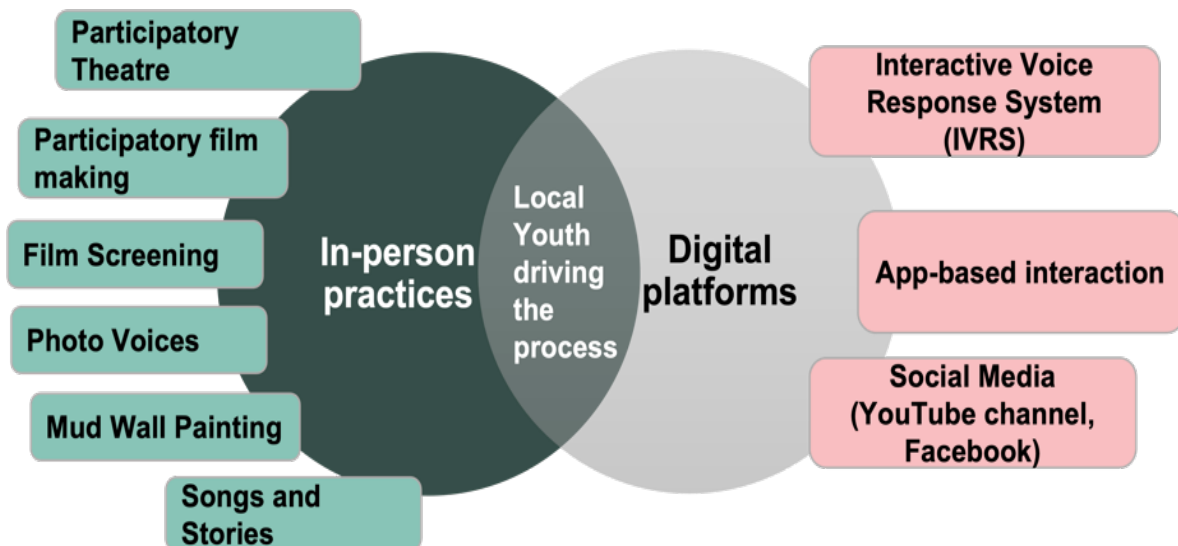 Participatory
Theatre
Participatory film
making
Film Screening
Photo Voices
Mud Wall Painting
Songs and
Stories
In-person
practices
Local
Youth
driving
the
process
Digital
platforms
Interactive Voice
Response System
(IVRS)
App-based interaction
Social Media
(YouTube channel,
Facebook)